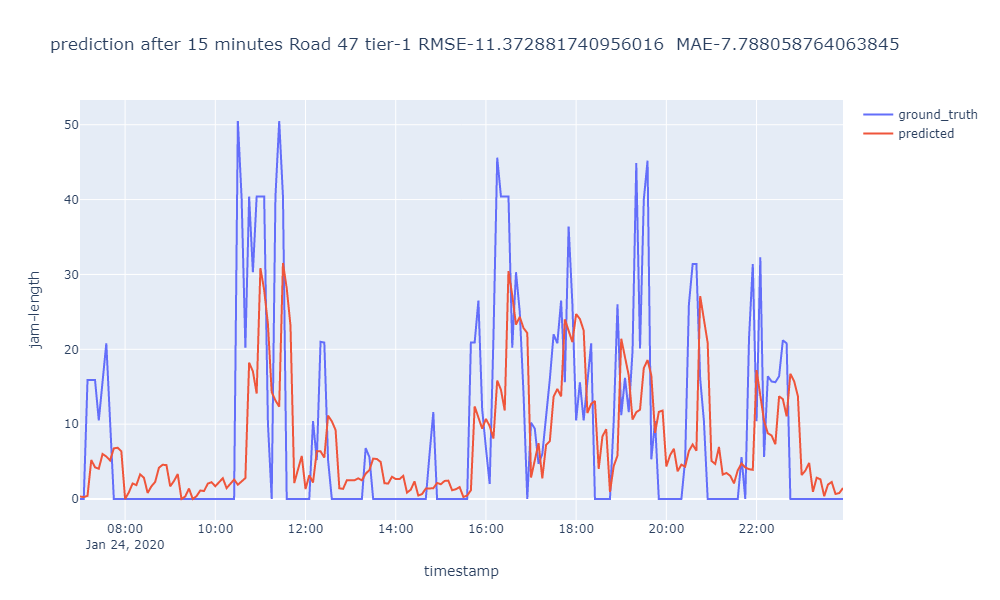 prediction after 15 minutes Road 47 tier-1 RMSE-11.372881740956016  MAE-7.788058764063845
ground_truth
predicted
50
40
30
20
10
0
jam-length
08:00 10:00 12:00 14:00 16:00 18:00 20:00 22:00
Jan 24, 2020
timestamp